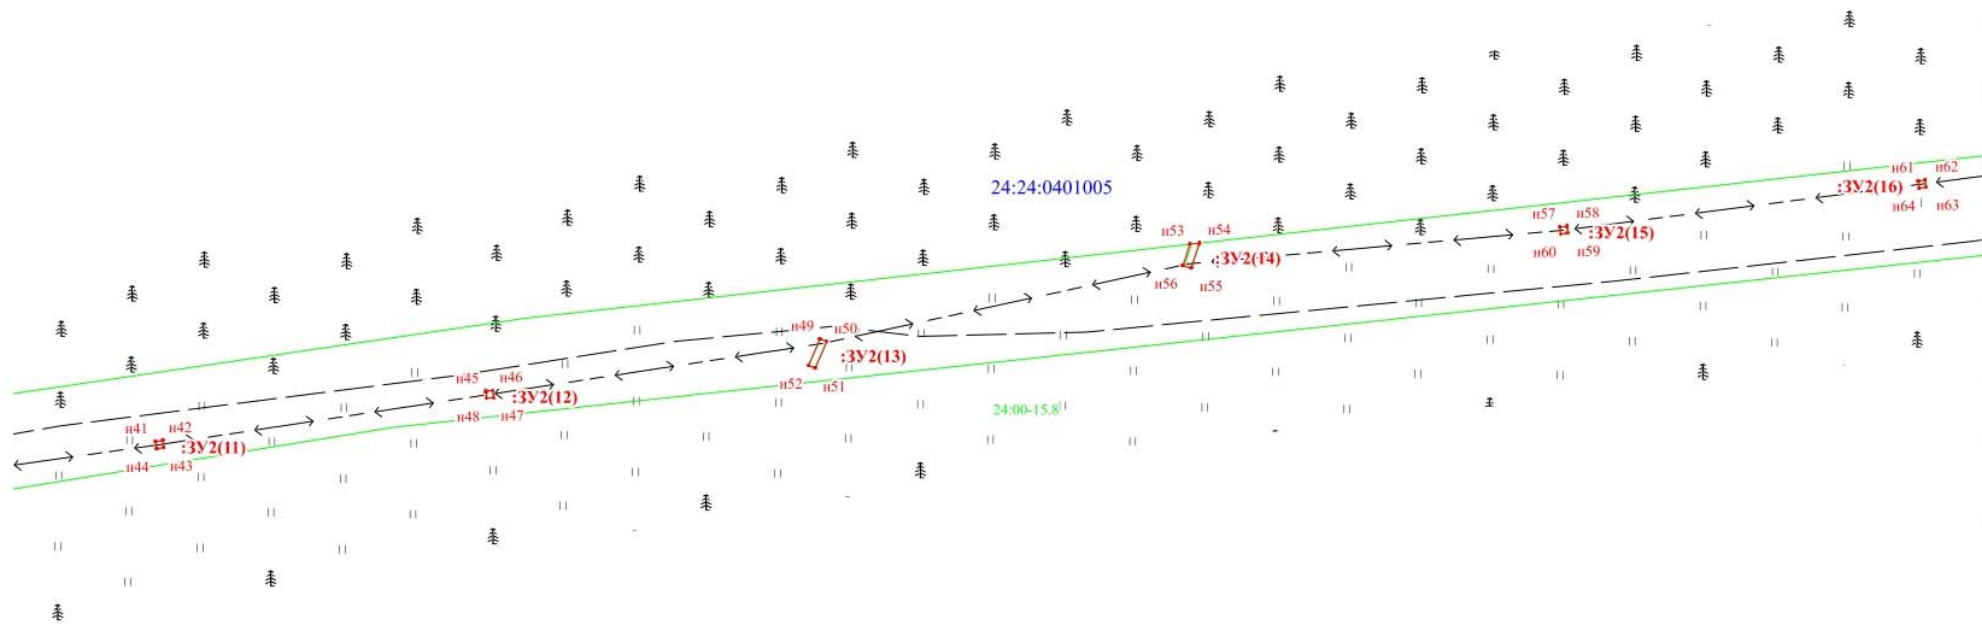 н61 н62
:ЗУ2(16)
н64 н63
24:24:0401005
н57 н58
:ЗУ2(15)
н60 н59
н53 н54
:ЗУ2(14)
н56 н55
н49 н50
:ЗУ2(13)
н52 н51
н45 н46
:ЗУ2(12)
н48 н47
24:00-15.8
н41 н42
:ЗУ2(11)
н44 н43